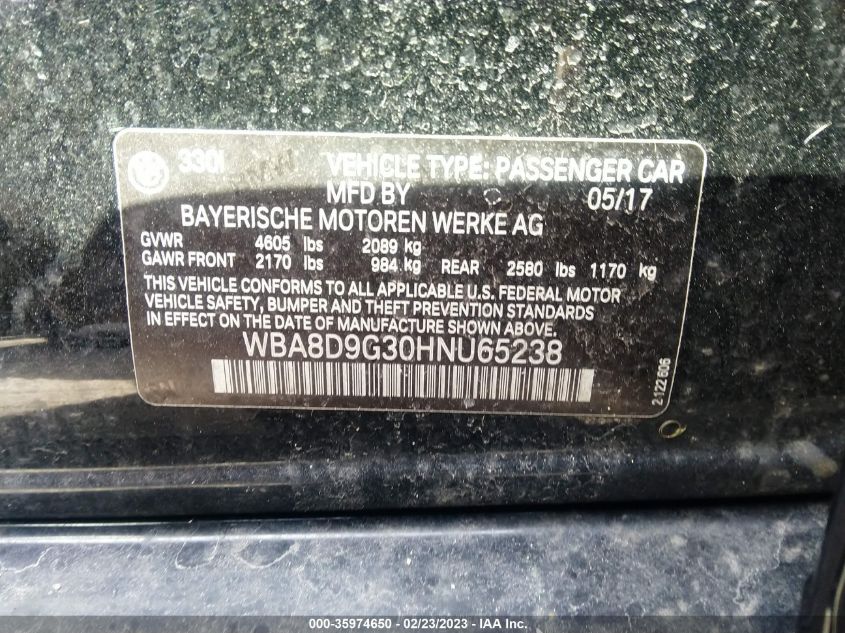 330I VEHICLE TYPE: PASSENGER CAR
MFD BY 05/17
BAYERISCHE MOTOREN WERKE AG
GVWR 4605 lbs 2089 kg
GAWR FRONT 2170 lbs 984 kg REAR 2580 lbs 1170 kg
THIS VEHICLE CONFORMS TO ALL APPLICABLE U.S. FEDERAL MOTOR
VEHICLE SAFETY, BUMPER AND THEFT PREVENTION STANDARDS
IN EFFECT ON THE DATE OF MANUFACTURE SHOWN ABOVE.
WBA8D9G30HNU65238
2 122 606
000-35974650 - 02/23/2023 - IAA Inc.